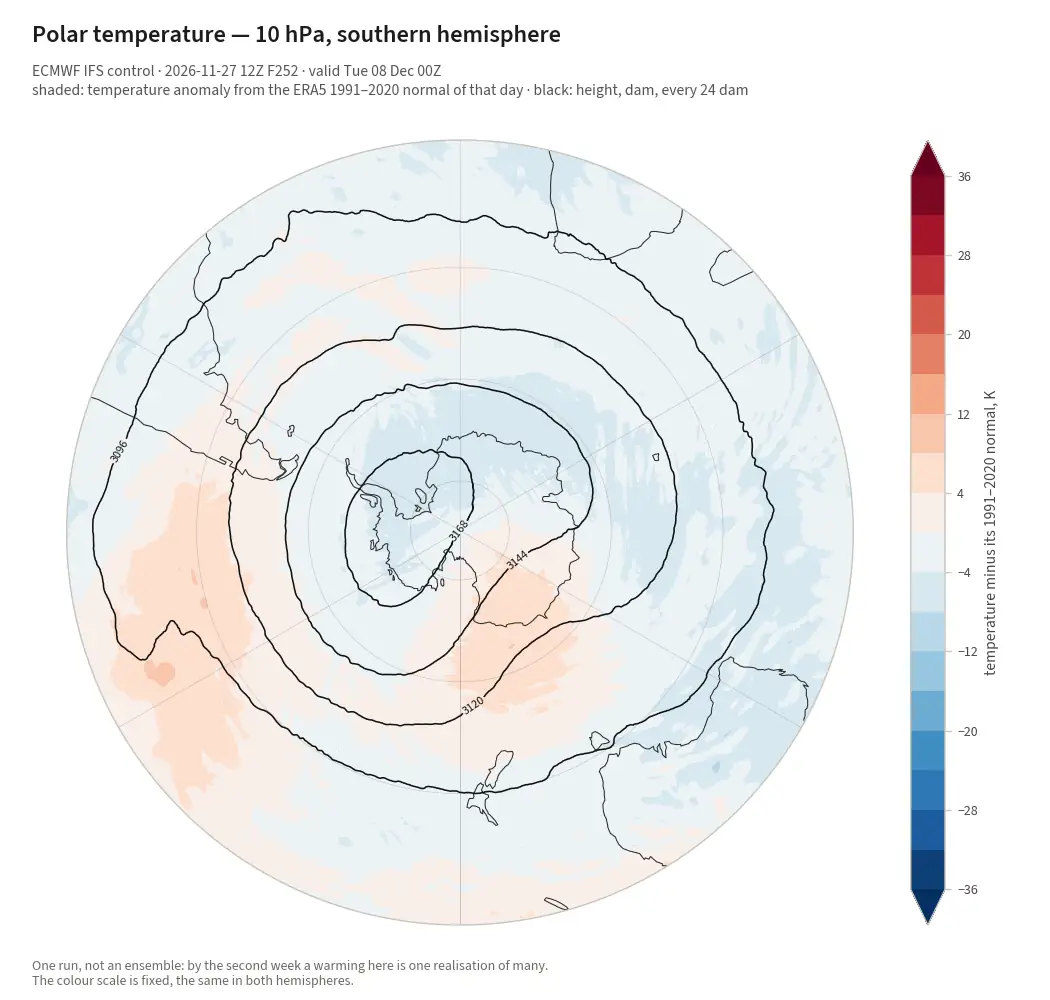 Polar temperature — 10 hPa, southern hemisphere
ECMWF IFS control · 2026-11-27 12Z F252 · valid Tue 08 Dec 00Z
shaded: temperature anomaly from the ERA5 1991–2020 normal of that day · black: height, dam, every 24 dam
3096
3168
3144
3120
36
28
20
12
4
−4
−12
−20
−28
−36
temperature minus its 1991–2020 normal, K
One run, not an ensemble: by the second week a warming here is one realisation of many.
The colour scale is fixed, the same in both hemispheres.